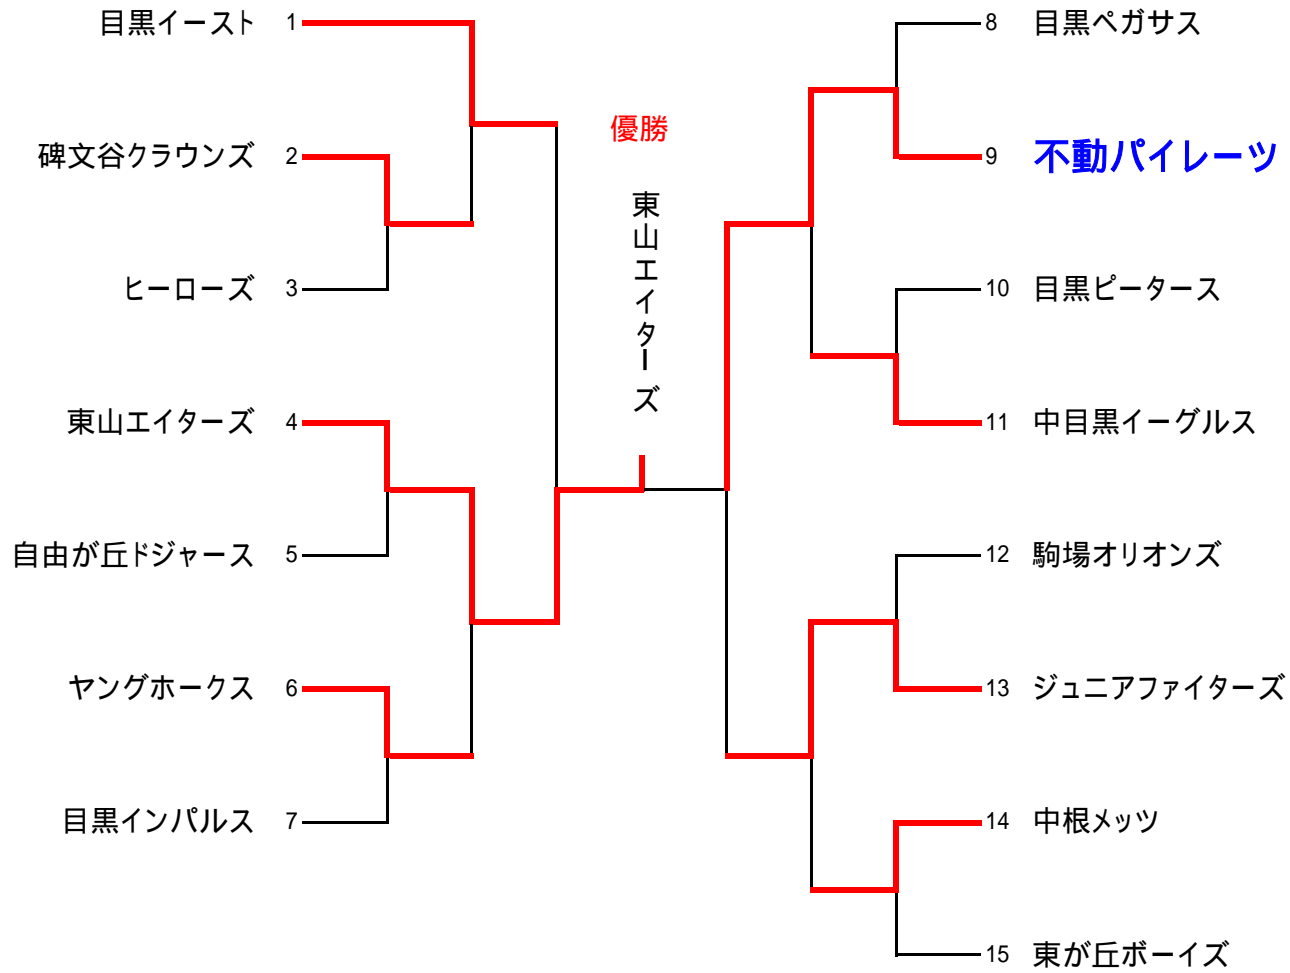 目黒イースト 1
碑文谷クラウンズ 2
ヒーローズ 3
東山エイターズ 4
自由が丘ドジャース 5
ヤングホークス 6
目黒インパルス 7
優勝
東山エイターズ
8 目黒ペガサス
9 不動パイレーツ
10 目黒ピータース
11 中目黒イーグルス
12 駒場オリオンズ
13 ジュニアファイターズ
14 中根メッツ
15 東が丘ボーイズ